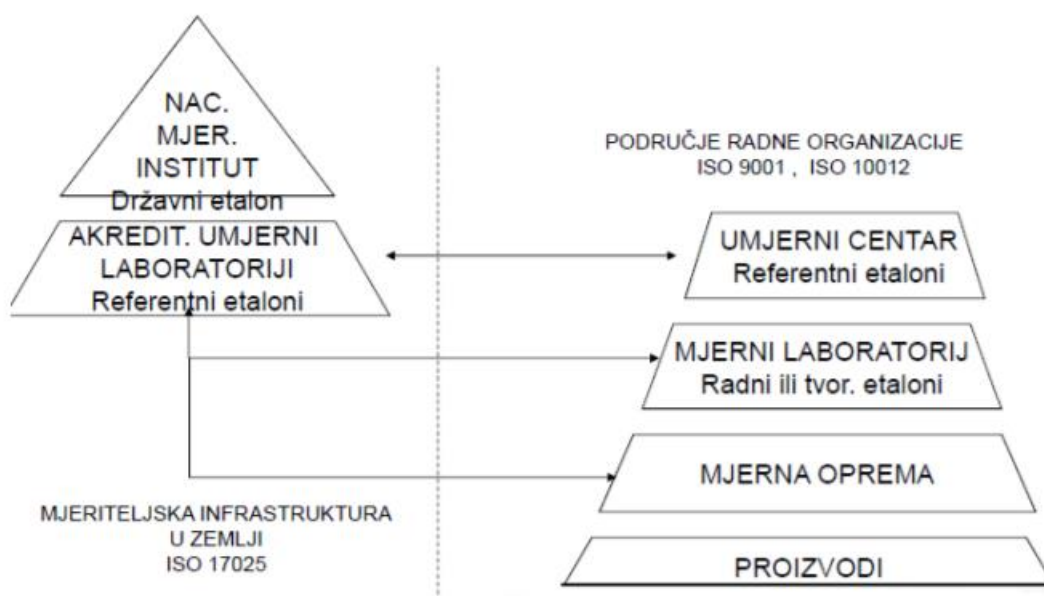 NAC.
MJER.
INSTITUT
Državni etalon
AKREDIT. UMJERNI
LABORATORIJI
Referentni etaloni
MJERITELJSKA INFRASTRUKTURA
U ZEMLJI
ISO 17025
PODRUČJE RADNE ORGANIZACIJE
ISO 9001 , ISO 10012
UMJERNI CENTAR
Referentni etaloni
MJERNI LABORATORIJ
Radni ili tvor. etaloni
MJERNA OPREMA
PROIZVODI